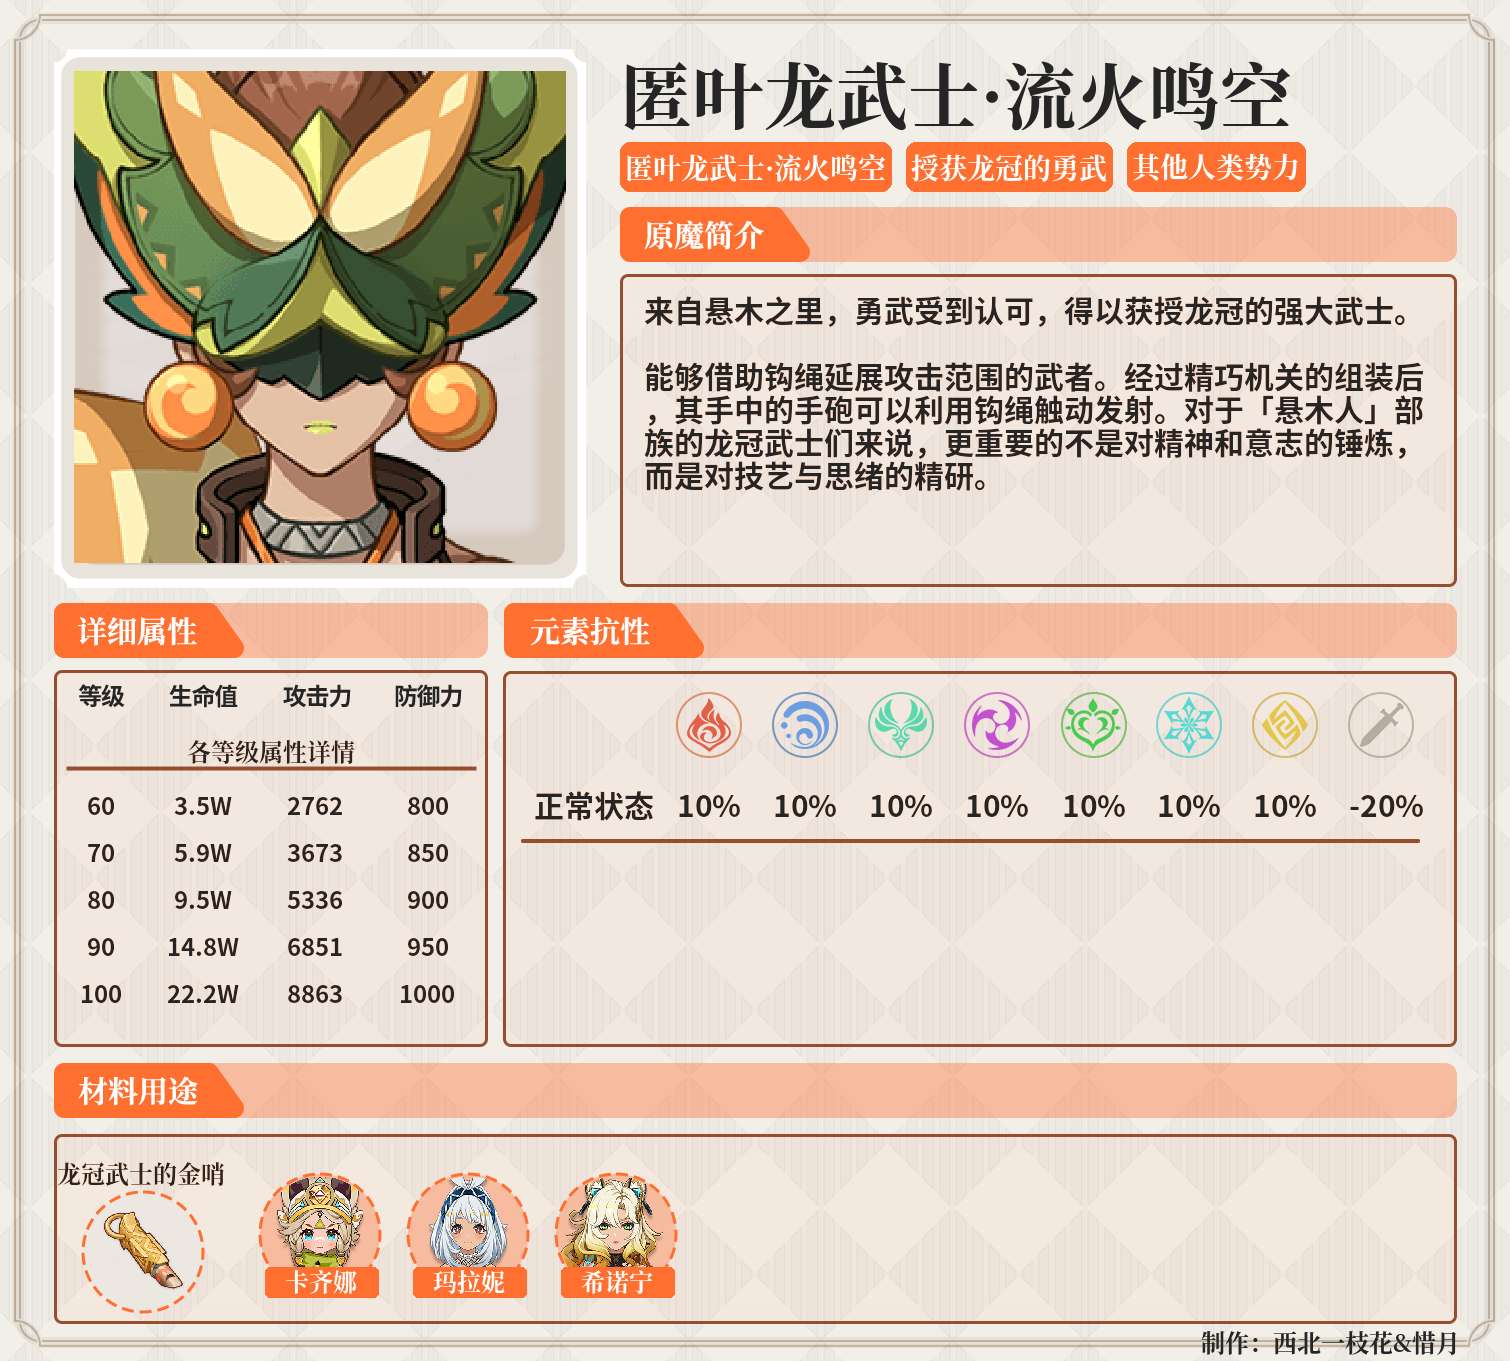 匿叶龙武士·流火鸣空
匿叶龙武士·流火鸣空 授获龙冠的勇武 其他人类势力
原魔简介
来自悬木之里，勇武受到认可，得以获授龙冠的强大武士。
能够借助钩绳延展攻击范围的武者。经过精巧机关的组装后
，其手中的手砲可以利用钩绳触动发射。对于「悬木人」部
族的龙冠武士们来说，更重要的不是对精神和意志的锤炼，
而是对技艺与思绪的精研。
详细属性
等级 生命值 攻击力 防御力
各等级属性详情
60 3.5W 2762 800
70 5.9W 3673 850
80 9.5W 5336 900
90 14.8W 6851 950
100 22.2W 8863 1000
元素抗性
正常状态 10% 10% 10% 10% 10% 10% 10% -20%
材料用途
龙冠武士的金哨
卡齐娜 玛拉妮 希诺宁
制作：西北一枝花&惜月